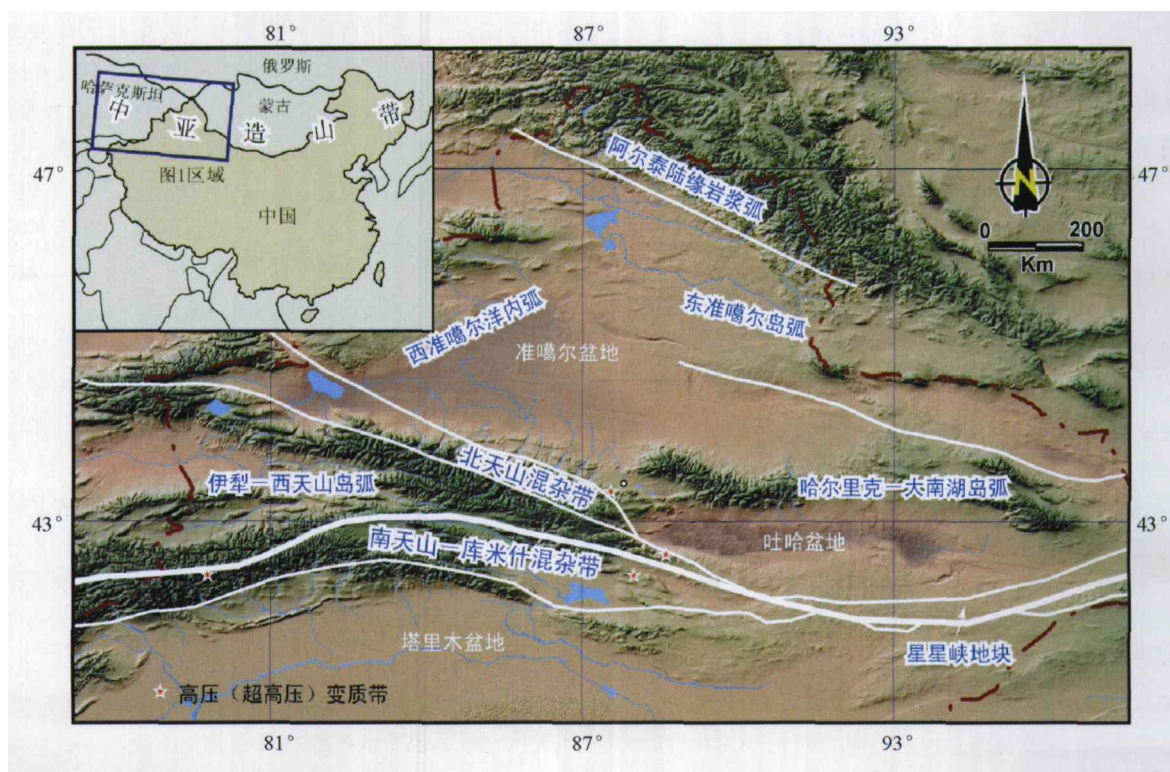 81°
87°
93°
俄罗斯
哈萨克斯坦
蒙古
中亚造山带
图1区域
中国
47°
47°
阿尔泰陆缘岩浆弧
N
0 200
Km
西准噶尔洋内弧
东准噶尔岛弧
准噶尔盆地
北天山混杂带
伊犁—西天山岛弧
哈尔里克—大南湖岛弧
43°
43°
吐哈盆地
南天山—库米什混杂带
塔里木盆地
星星峡地块
高压（超高压）变质带
81°
87°
93°